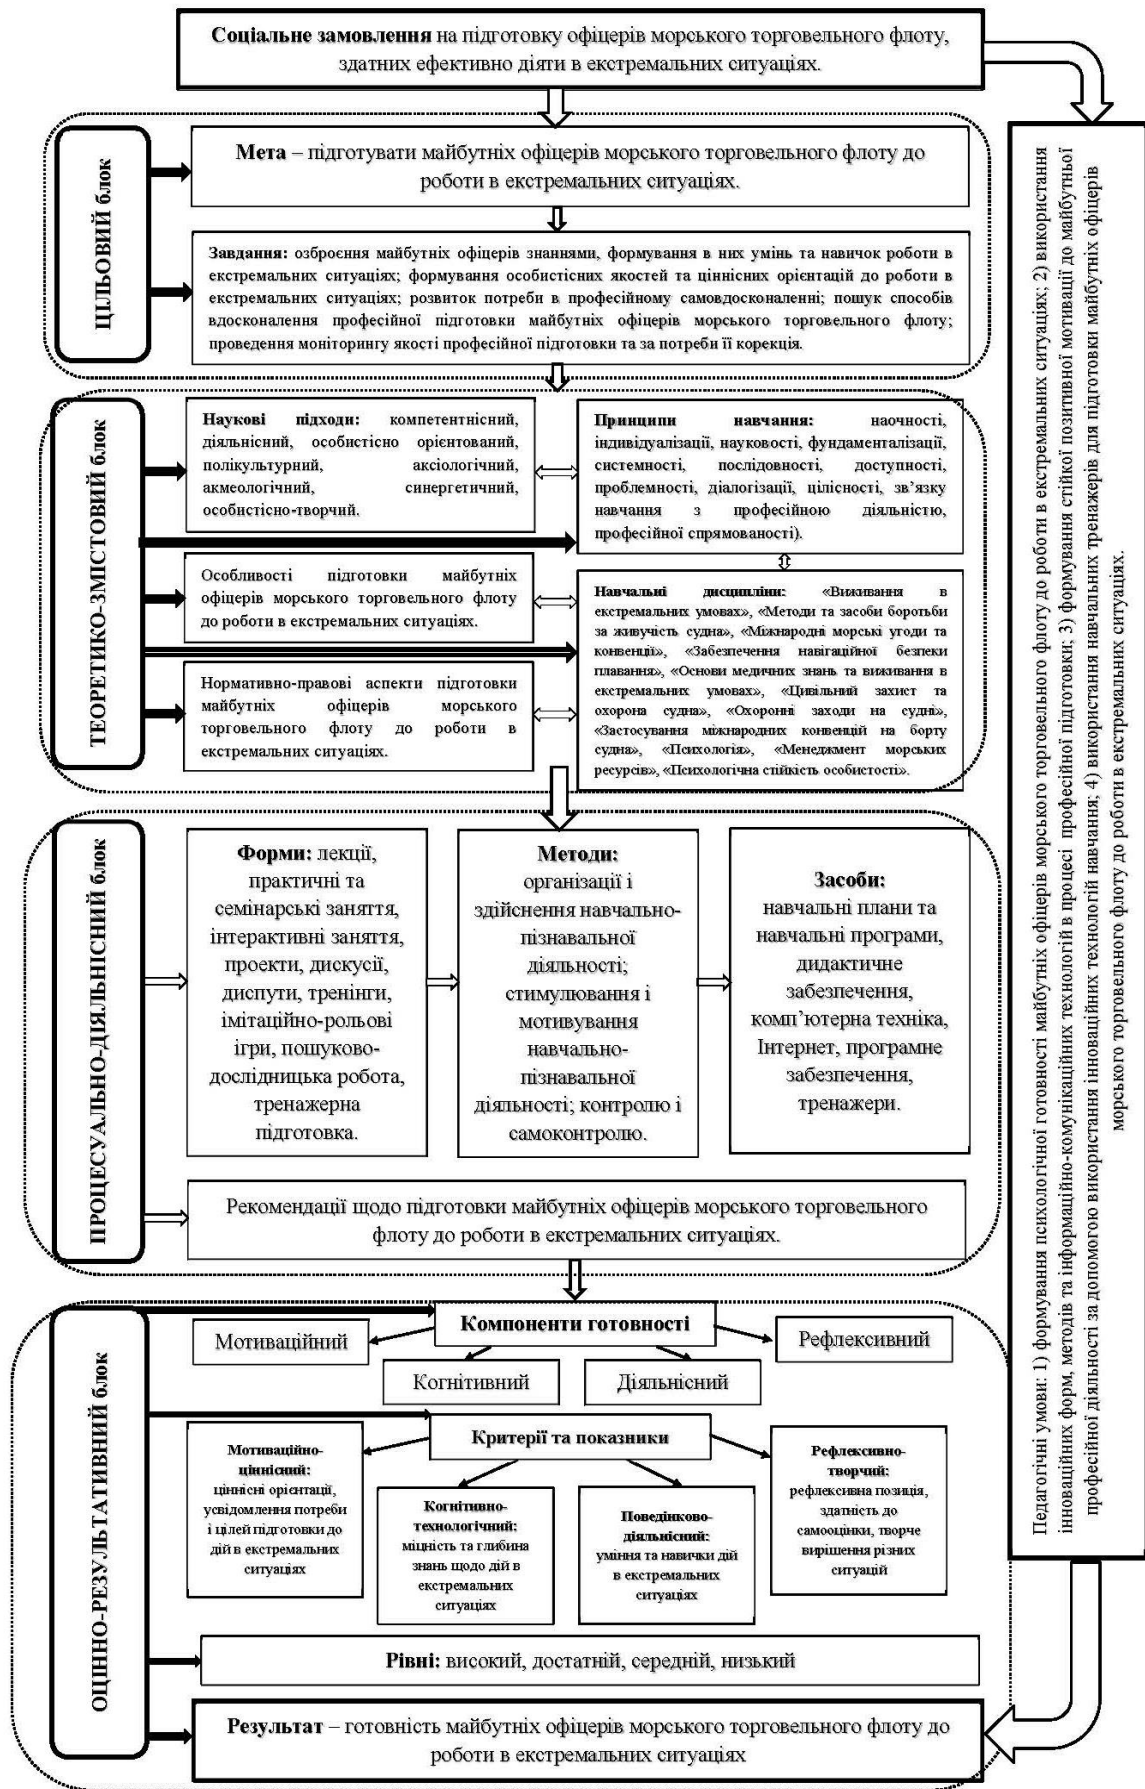 Соціальне замовлення на підготовку офіцерів морського торговельного флоту,
здатних ефективно діяти в екстремальних ситуаціях.
ЦІЛЬОВИЙ блок
Мета – підготувати майбутніх офіцерів морського торговельного флоту до
роботи в екстремальних ситуаціях.
Завдання: озброєння майбутніх офіцерів знаннями, формування в них умінь та навичок роботи в
екстремальних ситуаціях; формування особистісних якостей та ціннісних орієнтацій до роботи в
екстремальних ситуаціях; розвиток потреби в професійному самовдосконаленні; пошук способів
вдосконалення професійної підготовки майбутніх офіцерів морського торговельного флоту;
проведення моніторингу якості професійної підготовки та за потреби її корекція.
ТЕОРЕТИКО-ЗМІСТОВИЙ блок
Наукові підходи: компетентнісний,
діяльнісний, особистісно орієнтований,
полікультурний, аксіологічний,
акмеологічний, синергетичний,
особистісно-творчий.
Принципи навчання: наочності,
індивідуалізації, науковості, фундаменталізації,
системності, послідовності, доступності,
проблемності, діалогізації, цілісності, зв’язку
навчання з професійною діяльністю,
професійної спрямованості).
Особливості підготовки майбутніх
офіцерів морського торговельного флоту
до роботи в екстремальних ситуаціях.
Нормативно-правові аспекти підготовки
майбутніх офіцерів морського
торговельного флоту до роботи в
екстремальних ситуаціях.
Навчальні дисципліни: «Виживання в
екстремальних умовах», «Методи та засоби боротьби
за живучість судна», «Міжнародні морські угоди та
конвенції», «Забезпечення навігаційної безпеки
плавання», «Основи медичних знань та виживання в
екстремальних умовах», «Цивільний захист та
охорона судна», «Охоронні заходи на судні»,
«Застосування міжнародних конвенцій на борту
судна», «Психологія», «Менеджмент морських
ресурсів», «Психологічна стійкість особистості».
ПРОЦЕСУАЛЬНО-ДІЯЛЬНІСНИЙ блок
Форми: лекції,
практичні та
семінарські заняття,
інтерактивні заняття,
проекти, дискусії,
диспути, тренінги,
імітаційно-рольові
ігри, пошуково-
дослідницька робота,
тренажерна
підготовка.
Методи:
організації і
здійснення навчально-
пізнавальної
діяльності;
стимулювання і
мотивування
навчально-
пізнавальної
діяльності; контролю і
самоконтролю.
Засоби:
навчальні плани та
навчальні програми,
дидактичне
забезпечення,
комп’ютерна техніка,
Інтернет, програмне
забезпечення,
тренажери.
Рекомендації щодо підготовки майбутніх офіцерів морського торговельного
флоту до роботи в екстремальних ситуаціях.
ОЦІННО-РЕЗУЛЬТАТИВНИЙ блок
Компоненти готовності
Мотиваційний
Рефлексивний
Когнітивний
Діяльнісний
Критерії та показники
Мотиваційно-
ціннісний:
ціннісні орієнтації,
усвідомлення потреби
і цілей підготовки до
дій в екстремальних
ситуаціях
Когнітивно-
технологічний:
міцність та глибина
знань щодо дій в
екстремальних
ситуаціях
Поведінково-
діяльнісний:
уміння та навички дій
в екстремальних
ситуаціях
Рефлексивно-
творчий:
рефлексивна позиція,
здатність до
самооцінки, творче
вирішення різних
ситуацій
Рівні: високий, достатній, середній, низький
Результат – готовність майбутніх офіцерів морського торговельного флоту до
роботи в екстремальних ситуаціях
Педагогічні умови: 1) формування психологічної готовності майбутніх офіцерів морського торговельного флоту до роботи в екстремальних ситуаціях; 2) використання
інноваційних форм, методів та інформаційно-комунікаційних технологій в процесі професійної підготовки; 3) формування стійкої позитивної мотивації до майбутньої
професійної діяльності за допомогою використання інноваційних технологій навчання; 4) використання навчальних тренажерів для підготовки майбутніх офіцерів
морського торговельного флоту до роботи в екстремальних ситуаціях.